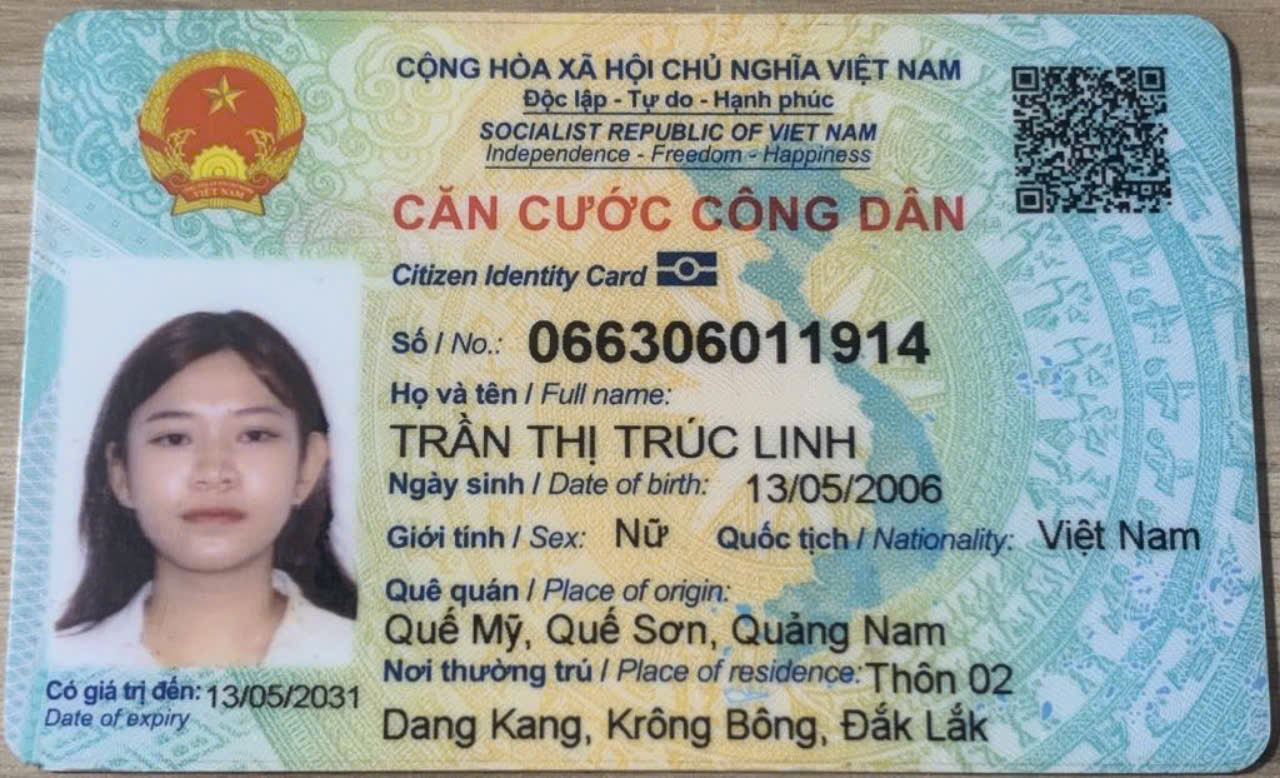 CỘNG HÒA XÃ HỘI CHỦ NGHĨA VIỆT NAM
Độc lập - Tự do - Hạnh phúc
SOCIALIST REPUBLIC OF VIET NAM
Independence - Freedom - Happiness
CĂN CƯỚC CÔNG DÂN
Citizen Identity Card
Số / No.: 066306011914
Họ và tên / Full name:
TRẦN THỊ TRÚC LINH
Ngày sinh / Date of birth: 13/05/2006
Giới tính / Sex: Nữ Quốc tịch / Nationality: Việt Nam
Quê quán / Place of origin:
Quế Mỹ, Quế Sơn, Quảng Nam
Nơi thường trú / Place of residence: Thôn 02
Dang Kang, Krông Bông, Đắk Lắk
Có giá trị đến: 13/05/2031
Date of expiry
VIỆT NAM